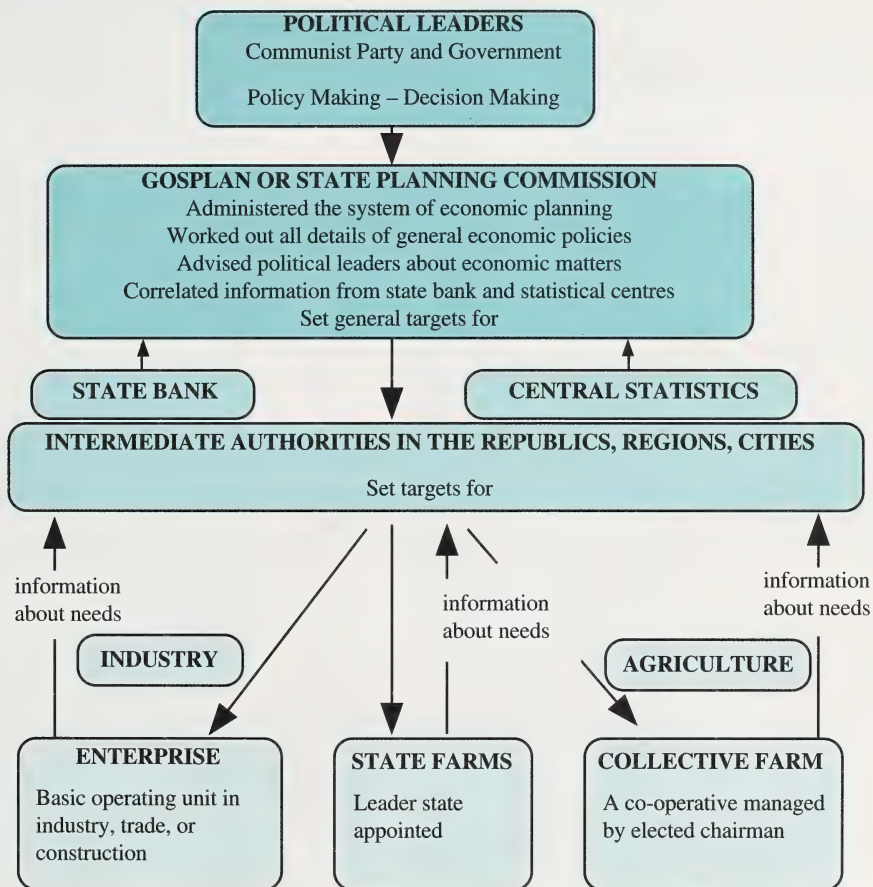 POLITICAL LEADERS
Communist Party and Government
Policy Making – Decision Making
GOSPLAN OR STATE PLANNING COMMISSION
Administered the system of economic planning
Worked out all details of general economic policies
Advised political leaders about economic matters
Correlated information from state bank and statistical centres
Set general targets for
STATE BANK
CENTRAL STATISTICS
INTERMEDIATE AUTHORITIES IN THE REPUBLICS, REGIONS, CITIES
Set targets for
information
about needs
information
about needs
information
about needs
INDUSTRY
AGRICULTURE
ENTERPRISE
Basic operating unit in
industry, trade, or
construction
STATE FARMS
Leader state
appointed
COLLECTIVE FARM
A co-operative managed
by elected chairman